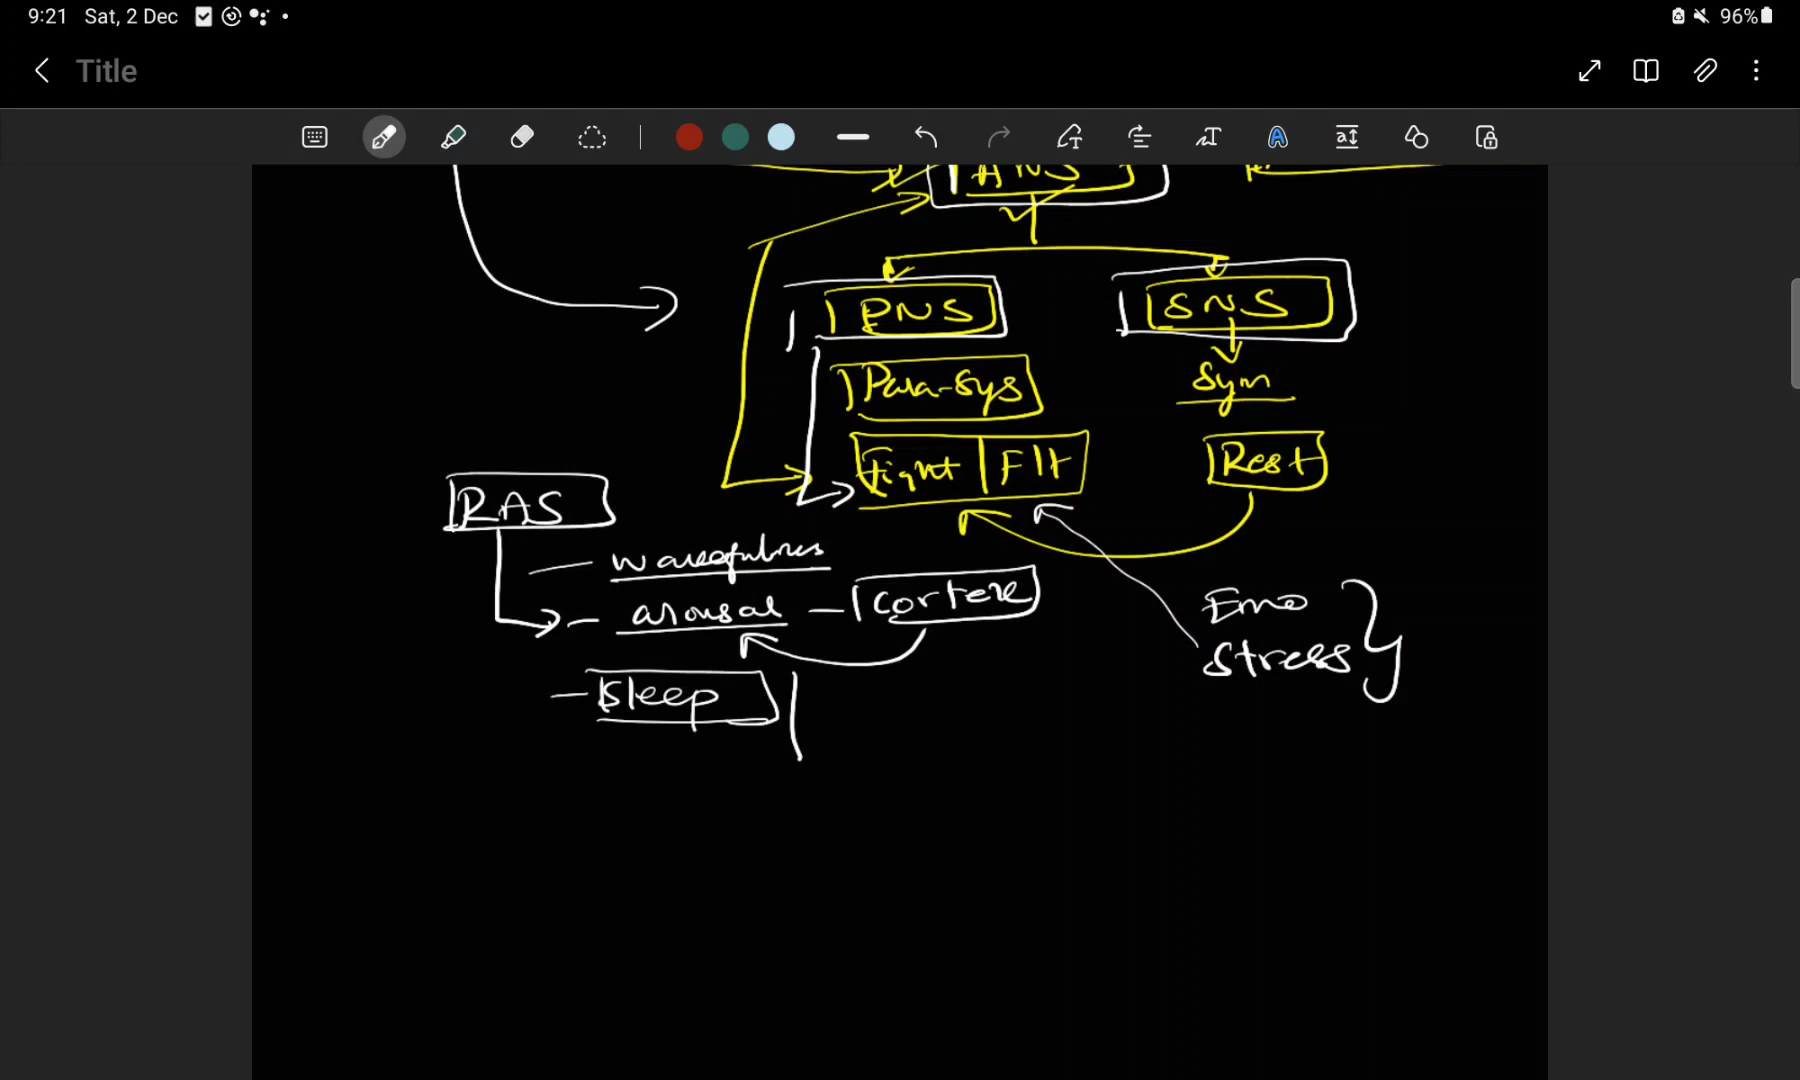 9:21 Sat, 2 Dec 96%
Title
ANS
PNS SNS
Para-Sys Sym
Fight Flt Rest
RAS
- wakefulness
- arousal - Cortex Emo
Stress
- Sleep